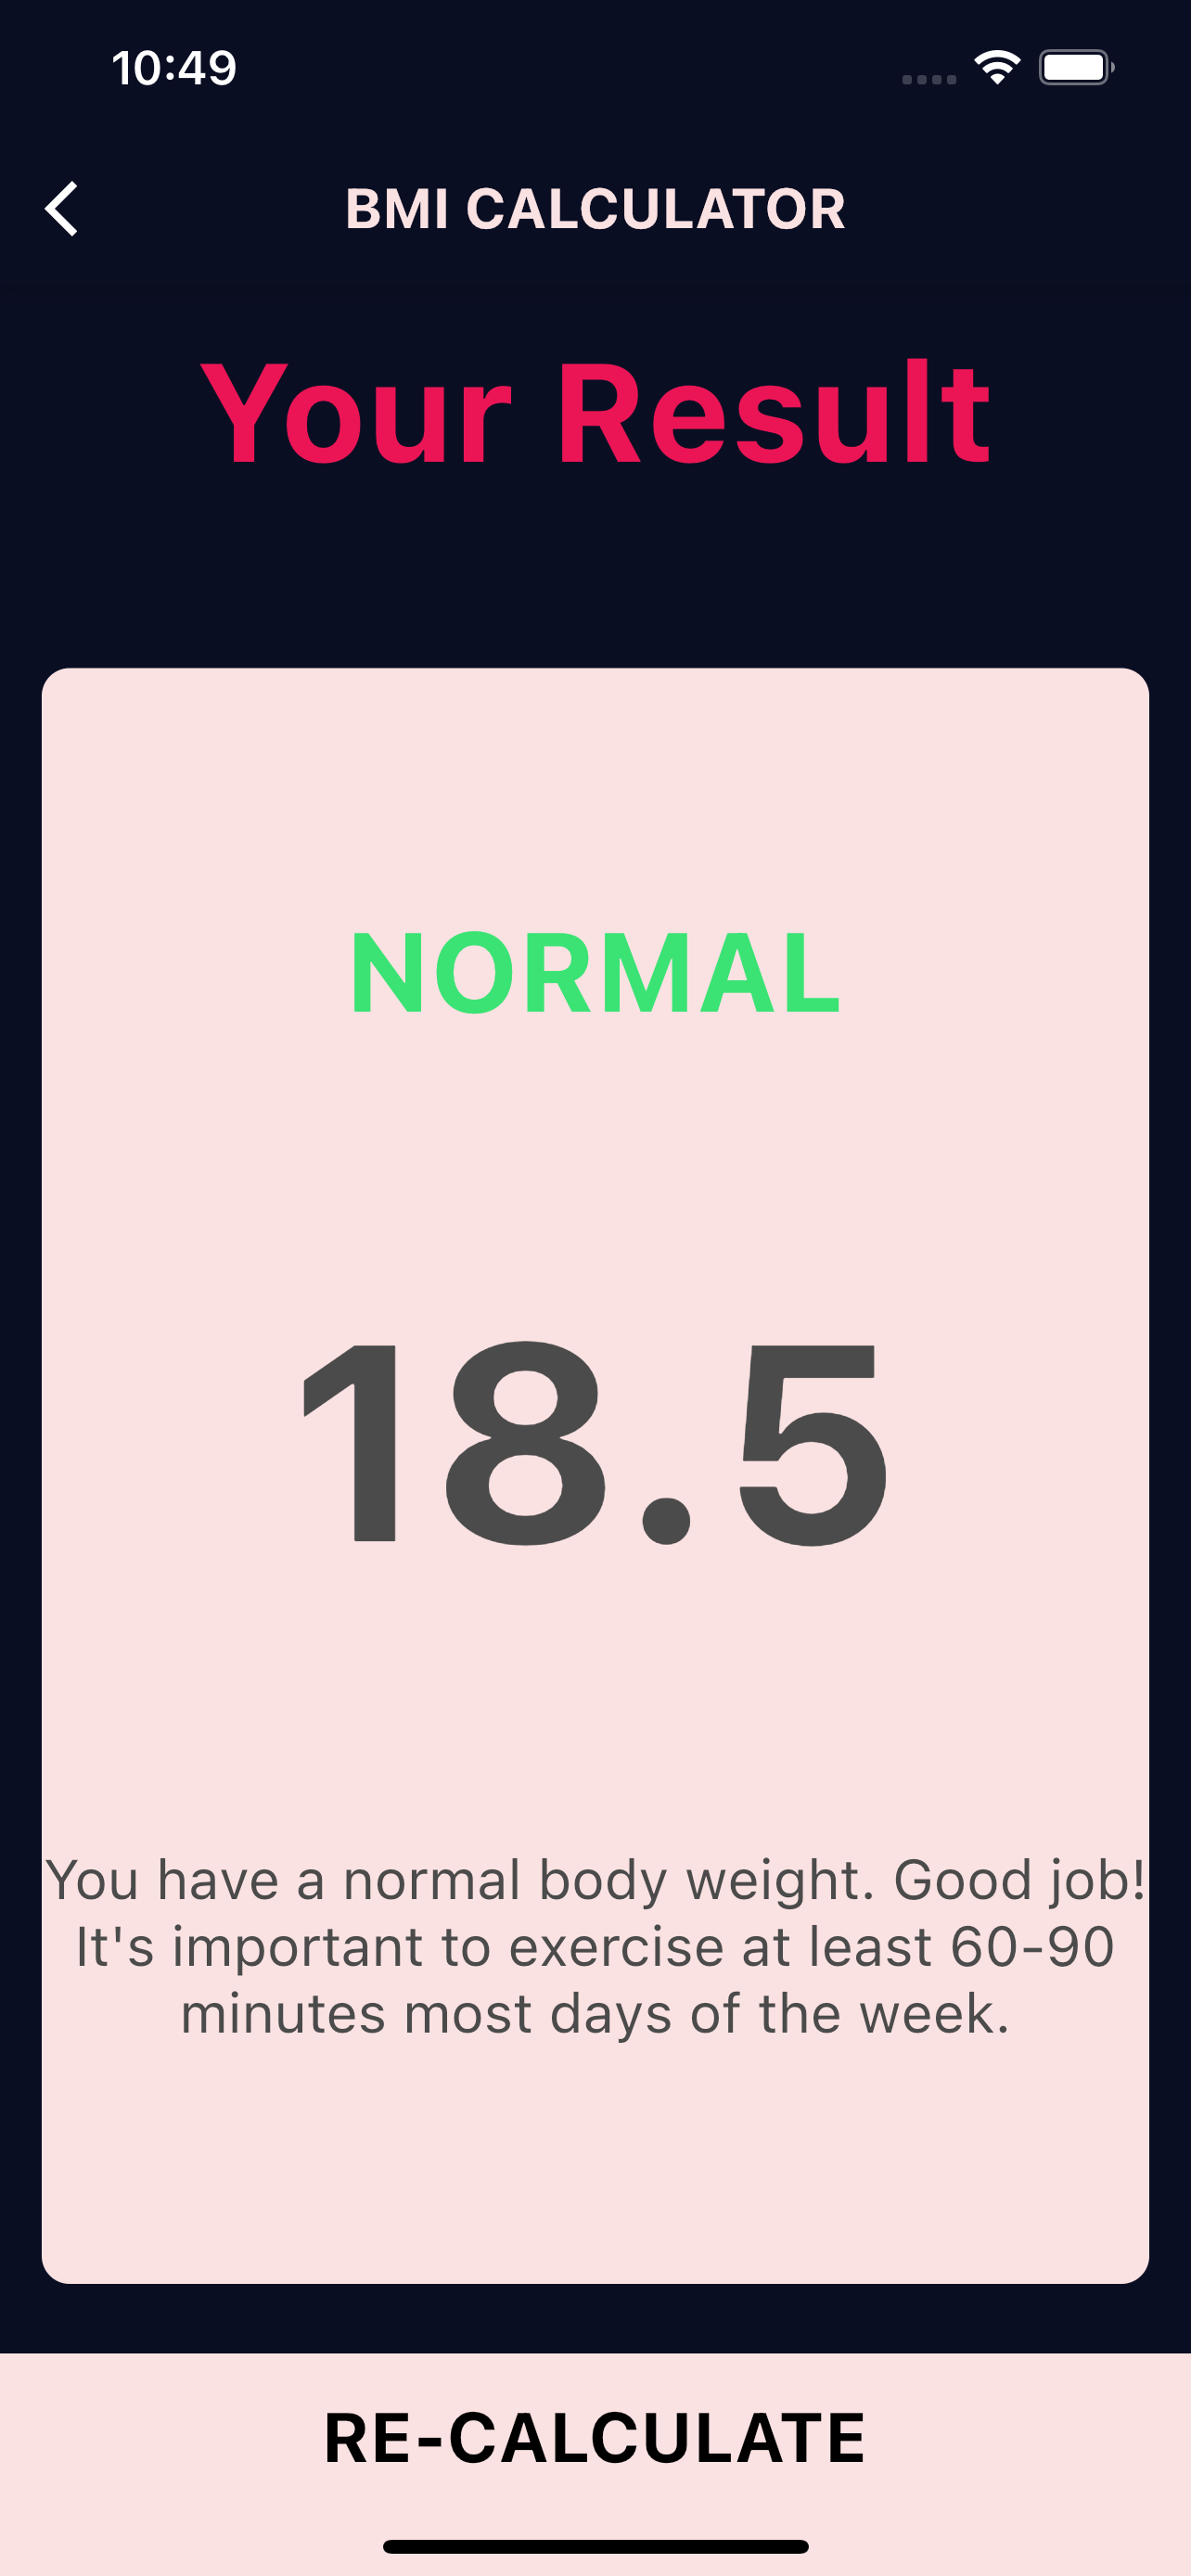 10:49
BMI CALCULATOR
Your Result
NORMAL
18.5
You have a normal body weight. Good job!
It's important to exercise at least 60-90
minutes most days of the week.
RE-CALCULATE